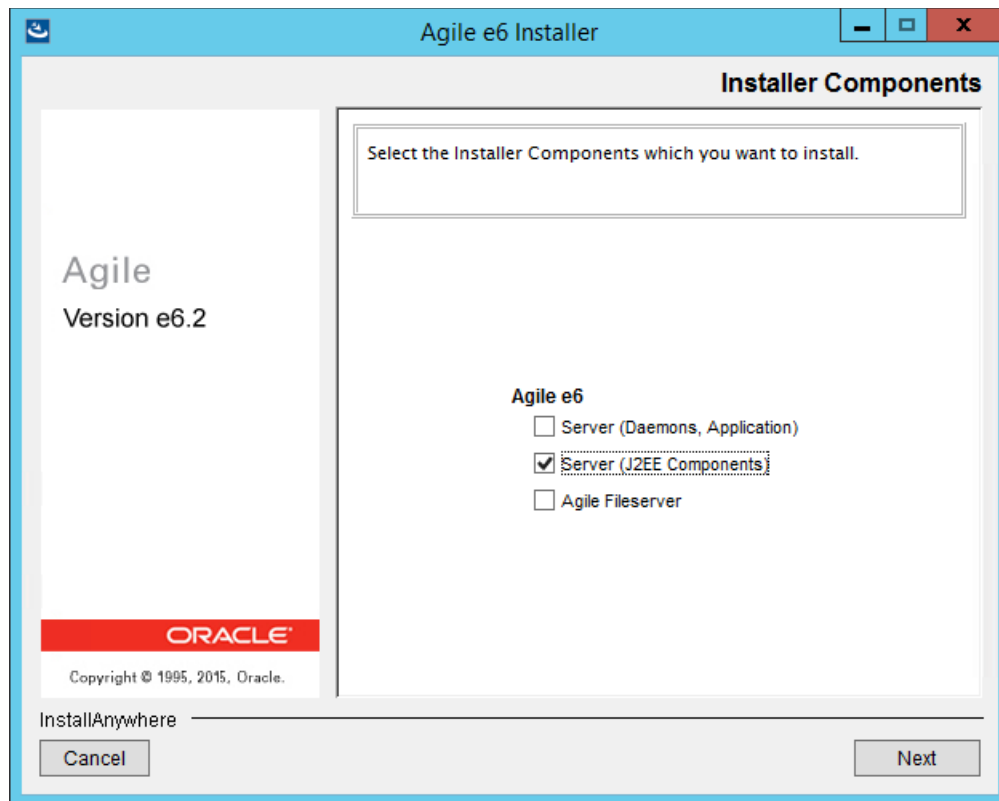 Agile e6 Installer
Installer Components
Select the Installer Components which you want to install.
Agile
Version e6.2
Agile e6
Server (Daemons, Application)
Server (J2EE Components)
Agile Fileserver
ORACLE
Copyright © 1995, 2015, Oracle.
InstallAnywhere
Cancel
Next